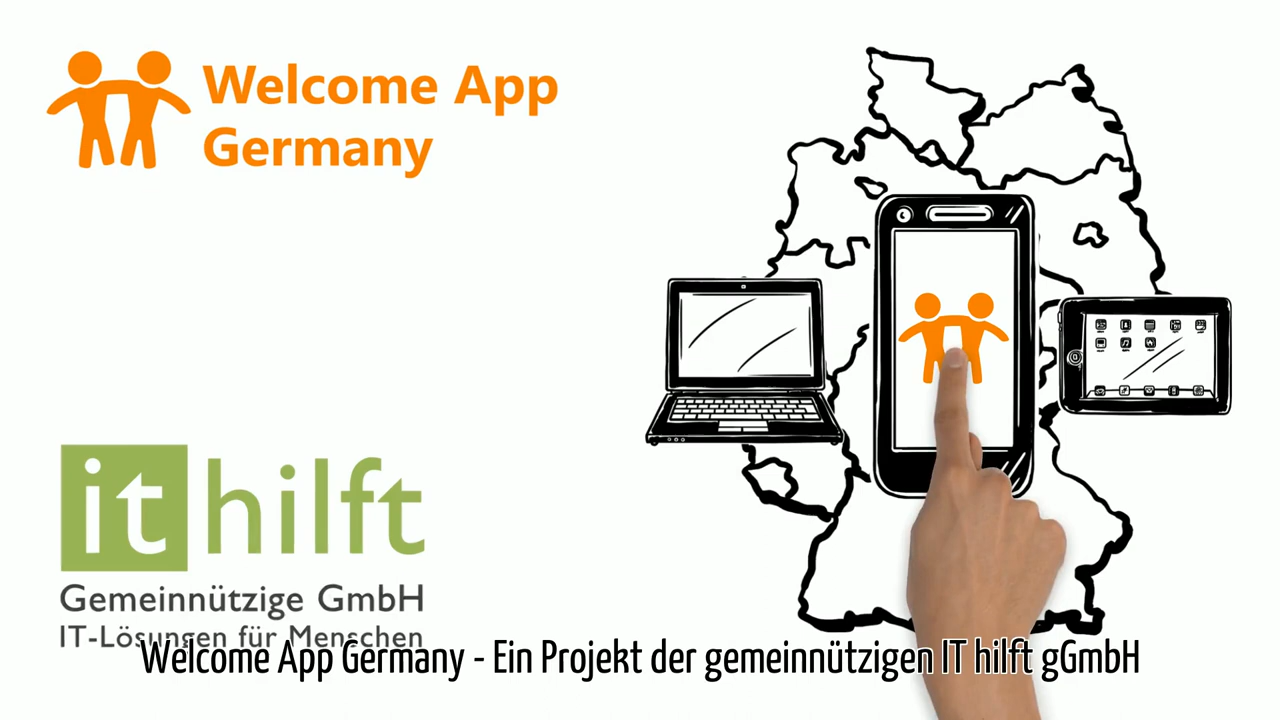 Welcome App
Germany
it hilft
Gemeinnützige GmbH
IT-Lösungen für Menschen
Welcome App Germany - Ein Projekt der gemeinnützigen IT hilft gGmbH